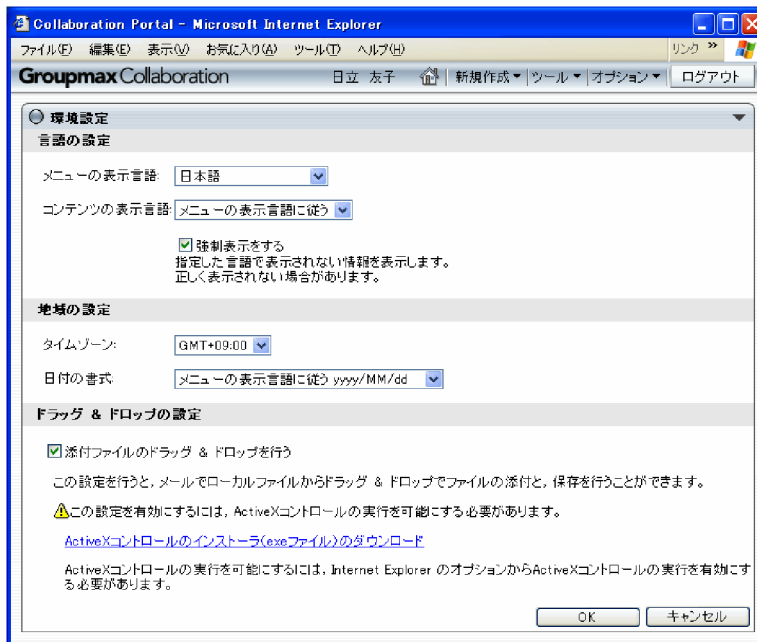 Collaboration Portal - Microsoft Internet Explorer
ファイル(F) 編集(E) 表示(V) お気に入り(A) ツール(T) ヘルプ(H) リンク »
Groupmax Collaboration 日立 友子 新規作成 ツール オプション ログアウト
環境設定
言語の設定
メニューの表示言語: 日本語
コンテンツの表示言語: メニューの表示言語に従う
強制表示をする
指定した言語で表示されない情報を表示します。
正しく表示されない場合があります。
地域の設定
タイムゾーン: GMT+09:00
日付の書式: メニューの表示言語に従う yyyy/MM/dd
ドラッグ & ドロップの設定
添付ファイルのドラッグ & ドロップを行う
この設定を行うと, メールでローカルファイルからドラッグ & ドロップでファイルの添付と, 保存を行うことができます。
この設定を有効にするには, ActiveXコントロールの実行を可能にする必要があります。
ActiveXコントロールのインストーラ(exeファイル)のダウンロード
ActiveXコントロールの実行を可能にするには, Internet Explorer のオプションからActiveXコントロールの実行を有効にす
る必要があります。
OK キャンセル